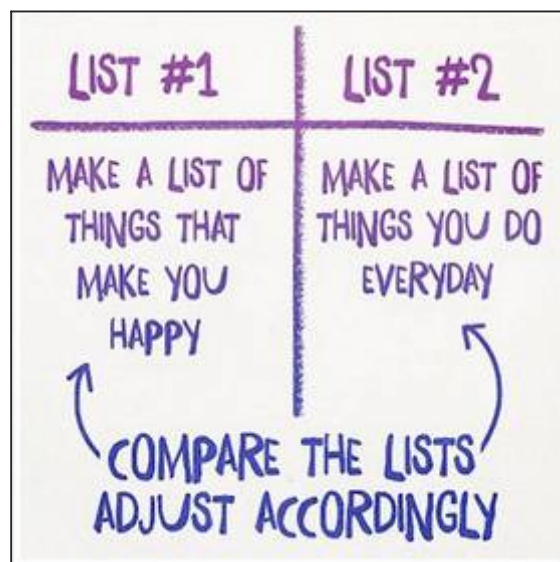 LIST #1
LIST #2
MAKE A LIST OF
THINGS THAT
MAKE YOU
HAPPY
MAKE A LIST OF
THINGS YOU DO
EVERYDAY
COMPARE THE LISTS
ADJUST ACCORDINGLY